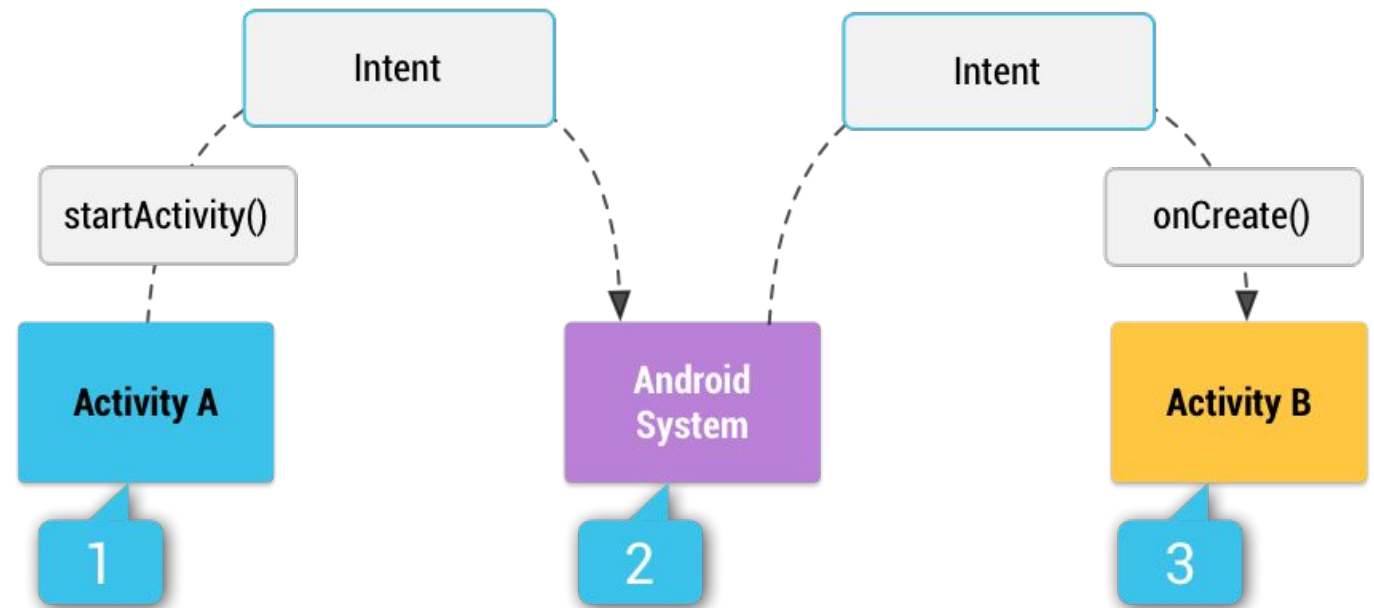 Intent
Intent
startActivity()
onCreate()
Activity A
Android
System
Activity B
1
2
3